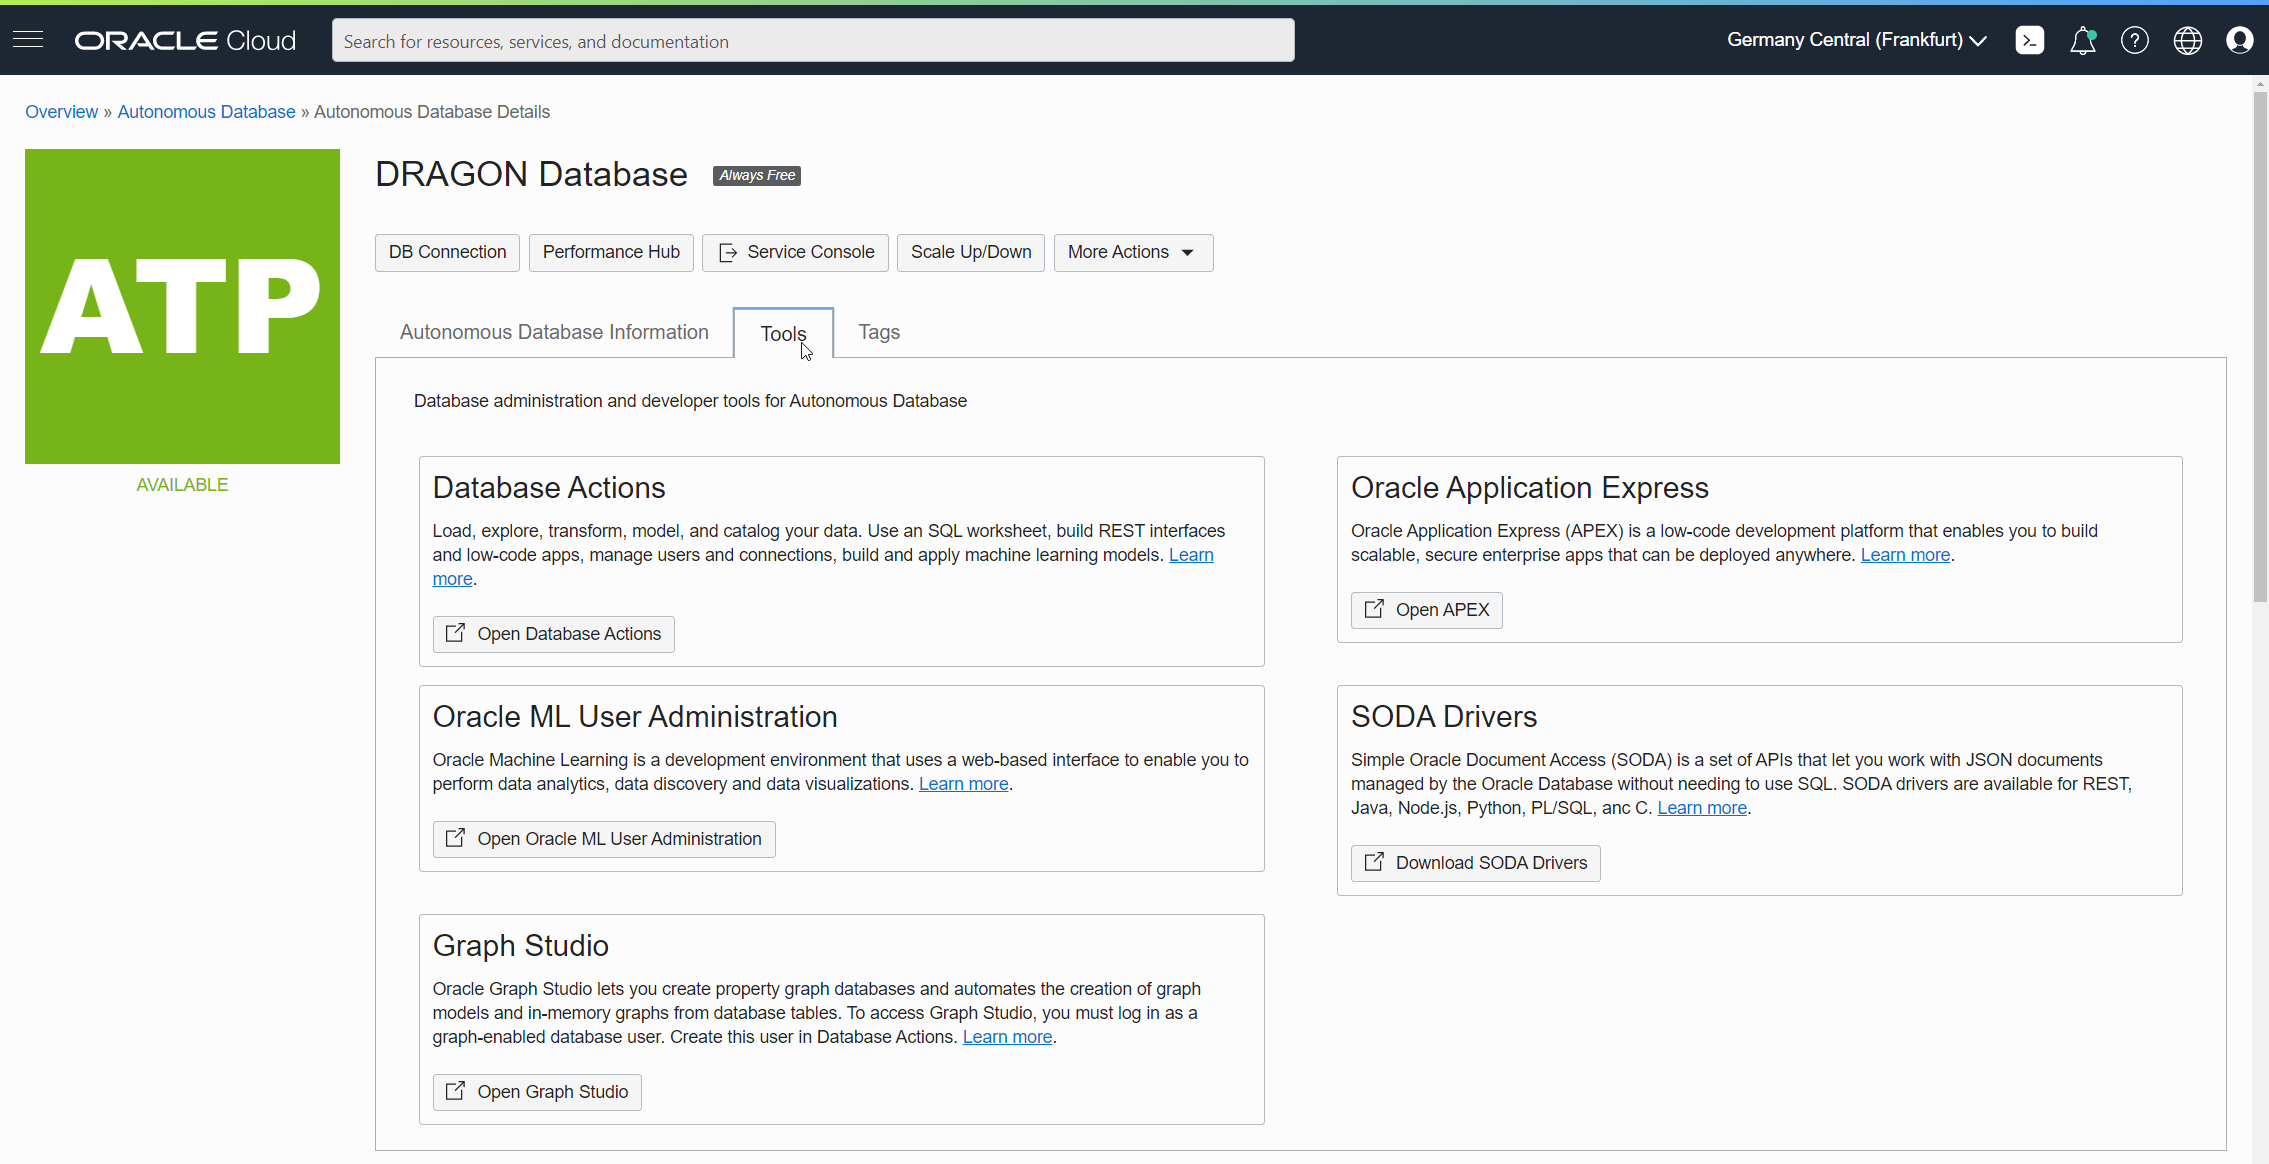 ORACLE Cloud
Search for resources, services, and documentation
Germany Central (Frankfurt)
Overview » Autonomous Database » Autonomous Database Details
ATP
AVAILABLE
DRAGON Database
Always Free
DB Connection
Performance Hub
Service Console
Scale Up/Down
More Actions
Autonomous Database Information
Tools
Tags
Database administration and developer tools for Autonomous Database
Database Actions
Load, explore, transform, model, and catalog your data. Use an SQL worksheet, build REST interfaces
and low-code apps, manage users and connections, build and apply machine learning models. Learn
more.
Open Database Actions
Oracle Application Express
Oracle Application Express (APEX) is a low-code development platform that enables you to build
scalable, secure enterprise apps that can be deployed anywhere. Learn more.
Open APEX
Oracle ML User Administration
Oracle Machine Learning is a development environment that uses a web-based interface to enable you to
perform data analytics, data discovery and data visualizations. Learn more.
Open Oracle ML User Administration
SODA Drivers
Simple Oracle Document Access (SODA) is a set of APIs that let you work with JSON documents
managed by the Oracle Database without needing to use SQL. SODA drivers are available for REST,
Java, Node.js, Python, PL/SQL, anc C. Learn more.
Download SODA Drivers
Graph Studio
Oracle Graph Studio lets you create property graph databases and automates the creation of graph
models and in-memory graphs from database tables. To access Graph Studio, you must log in as a
graph-enabled database user. Create this user in Database Actions. Learn more.
Open Graph Studio